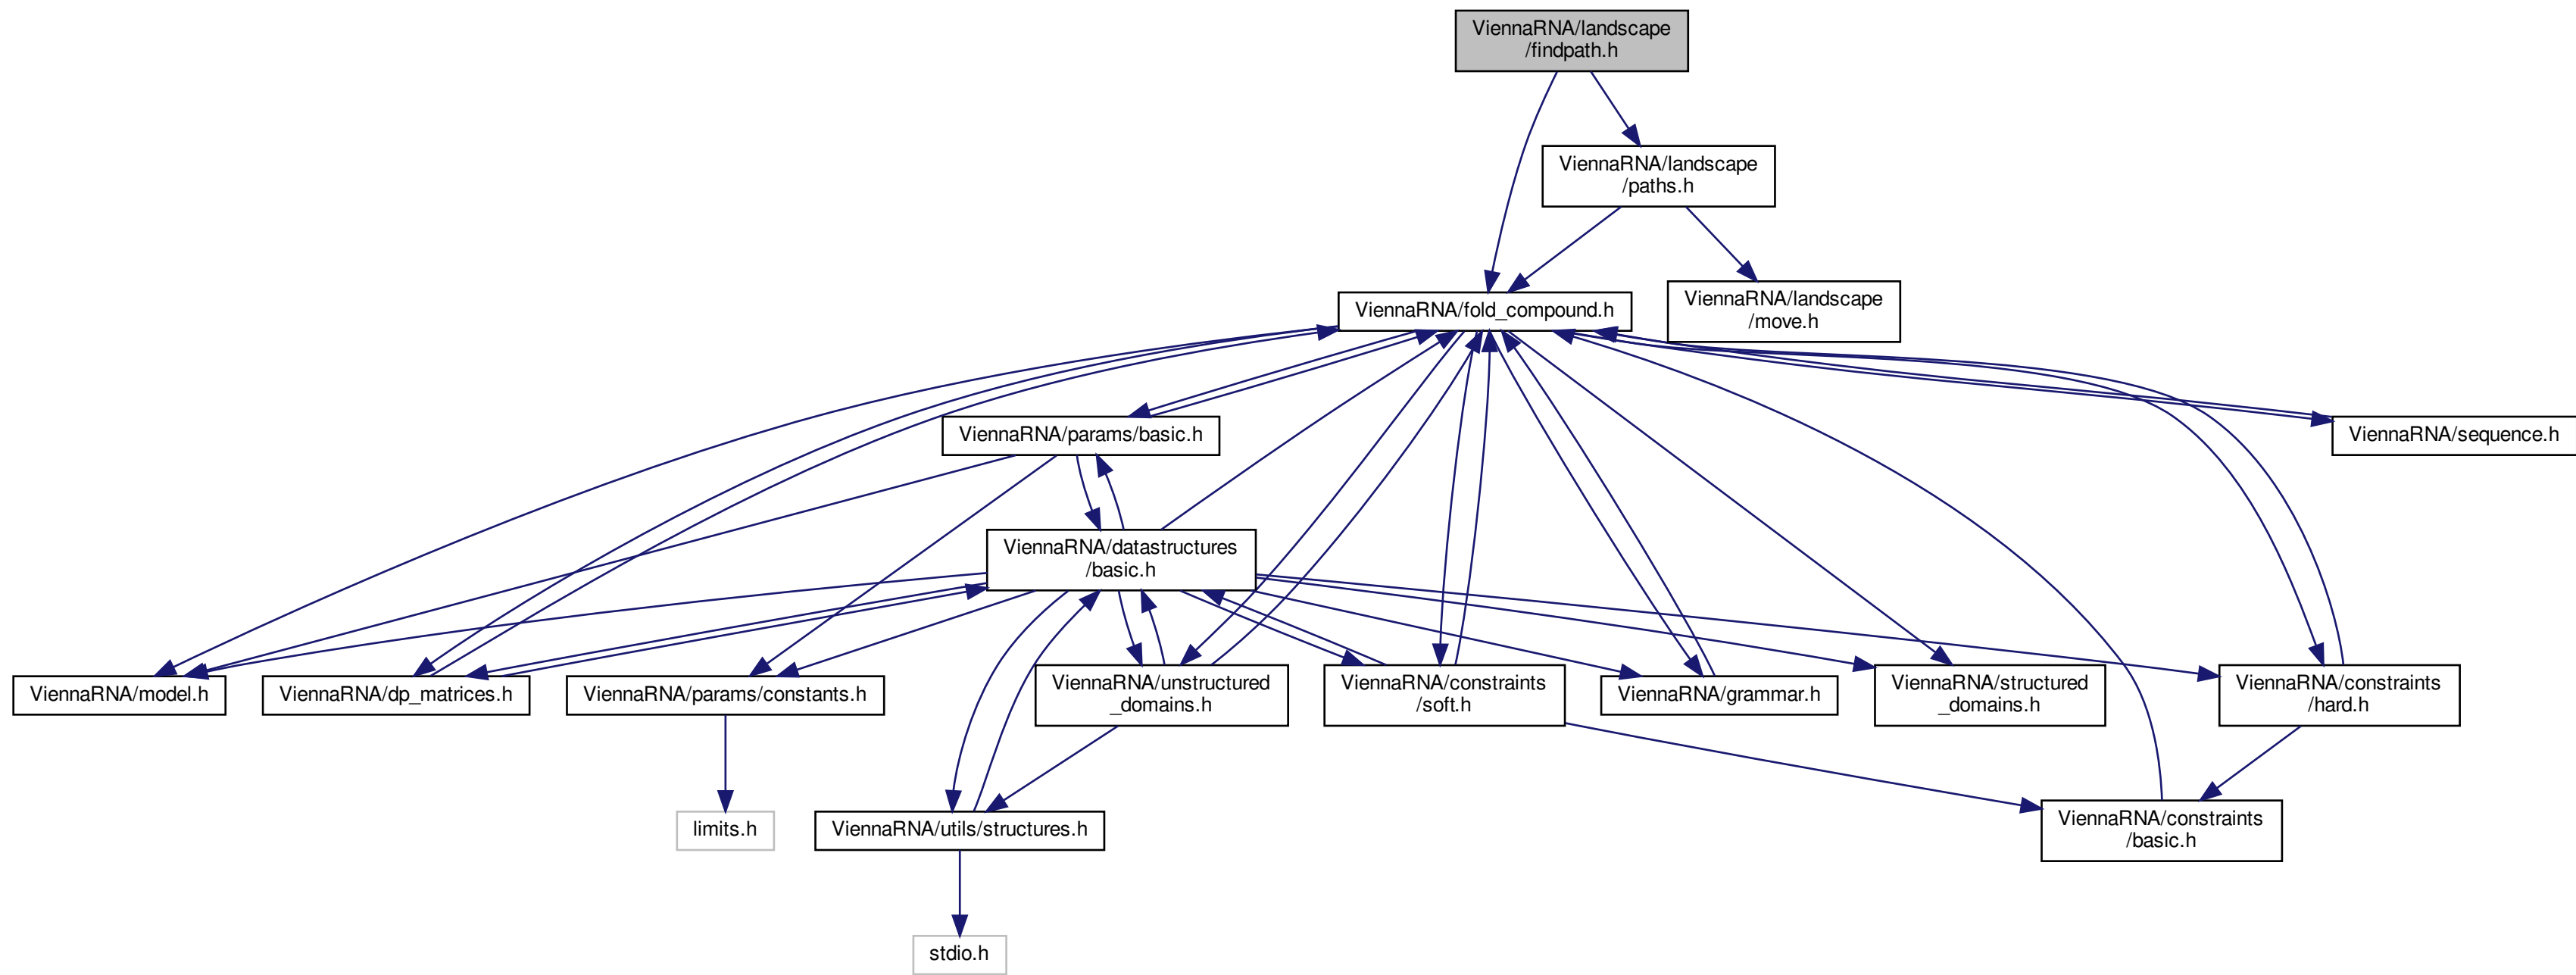 ViennaRNA/landscape
/findpath.h
ViennaRNA/landscape
/paths.h
ViennaRNA/fold_compound.h
ViennaRNA/landscape
/move.h
ViennaRNA/params/basic.h
ViennaRNA/sequence.h
ViennaRNA/datastructures
/basic.h
ViennaRNA/model.h
ViennaRNA/dp_matrices.h
ViennaRNA/params/constants.h
ViennaRNA/unstructured
_domains.h
ViennaRNA/constraints
/soft.h
ViennaRNA/grammar.h
ViennaRNA/structured
_domains.h
ViennaRNA/constraints
/hard.h
limits.h
ViennaRNA/utils/structures.h
ViennaRNA/constraints
/basic.h
stdio.h